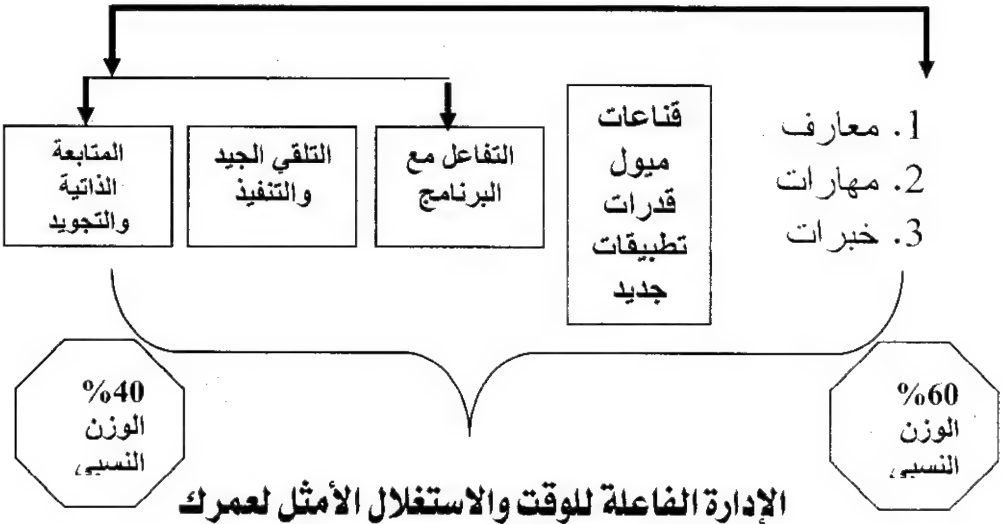 1. معارف
2. مهارات
3. خبرات
قناعات
ميول
قدرات
تطبيقات
جديد
التفاعل مع
البرنامج
التلقي الجيد
والتنفيذ
المتابعة
الذاتية
والتجويد
%60
الوزن
النسبي
%40
الوزن
النسبي
الإدارة الفاعلة للوقت والاستغلال الأمثل لعمرك